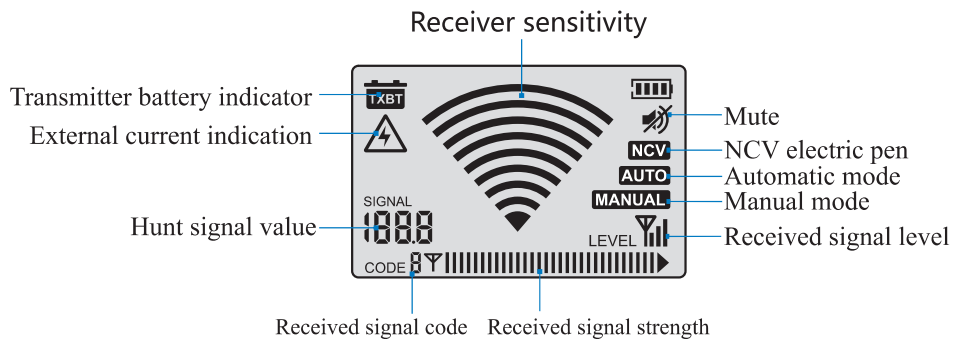 Receiver sensitivity
Transmitter battery indicator
TXBT
External current indication
Mute
NCV
NCV electric pen
AUTO
Automatic mode
MANUAL
Manual mode
SIGNAL
Hunt signal value
188.8
LEVEL
Received signal level
CODE 8
Received signal code
Received signal strength